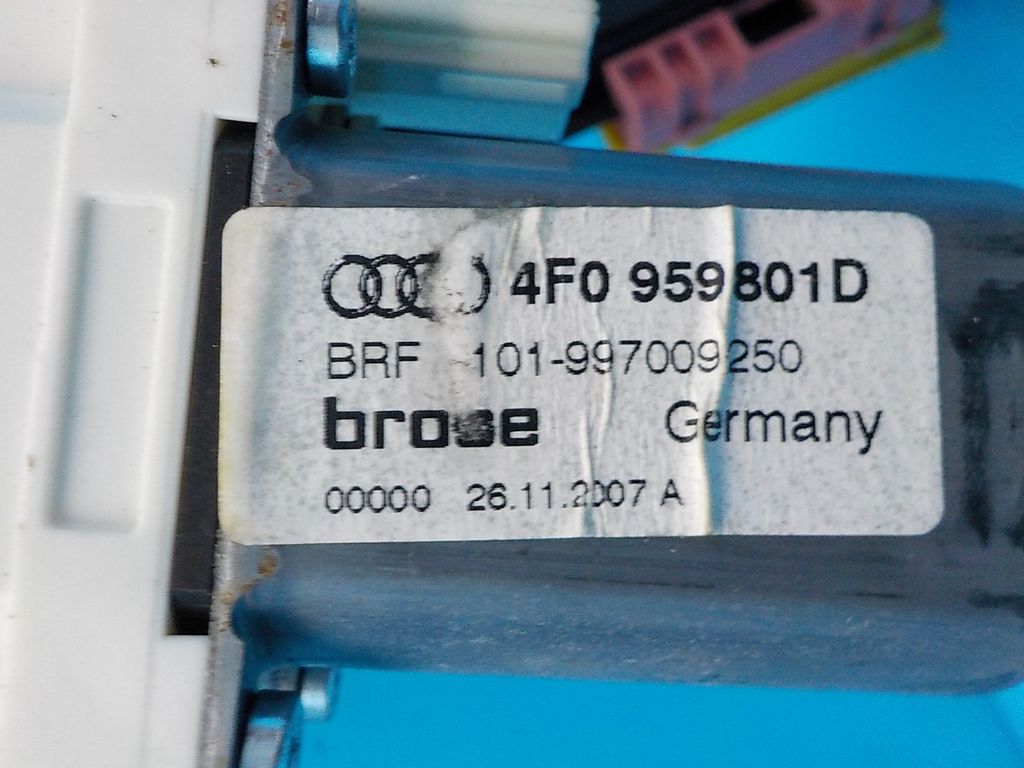 4F0 959801D
BRF 101-997009250
brose Germany
00000 26.11.2007 A